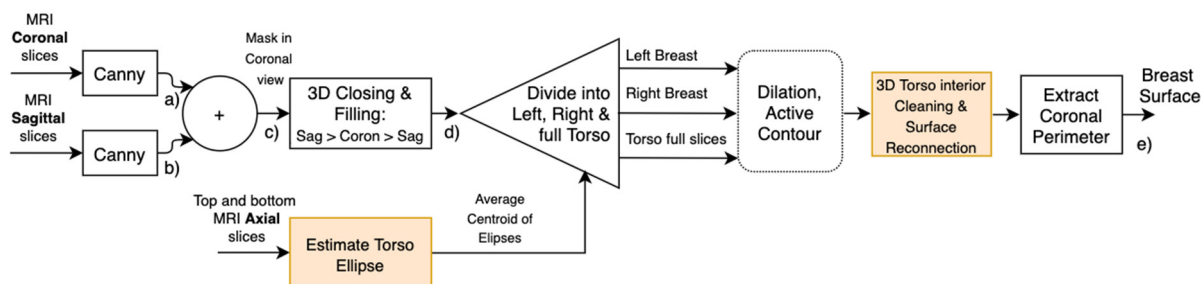 MRI
Coronal
slices
Canny
a)
MRI
Sagittal
slices
Canny
b)
+
Mask in
Coronal
view
c)
3D Closing &
Filling:
Sag > Coron > Sag
d)
Divide into
Left, Right &
full Torso
Left Breast
Right Breast
Torso full slices
Dilation,
Active
Contour
3D Torso interior
Cleaning &
Surface
Reconnection
Extract
Coronal
Perimeter
Breast
Surface
e)
Top and bottom
MRI Axial
slices
Estimate Torso
Ellipse
Average
Centroid of
Elipses